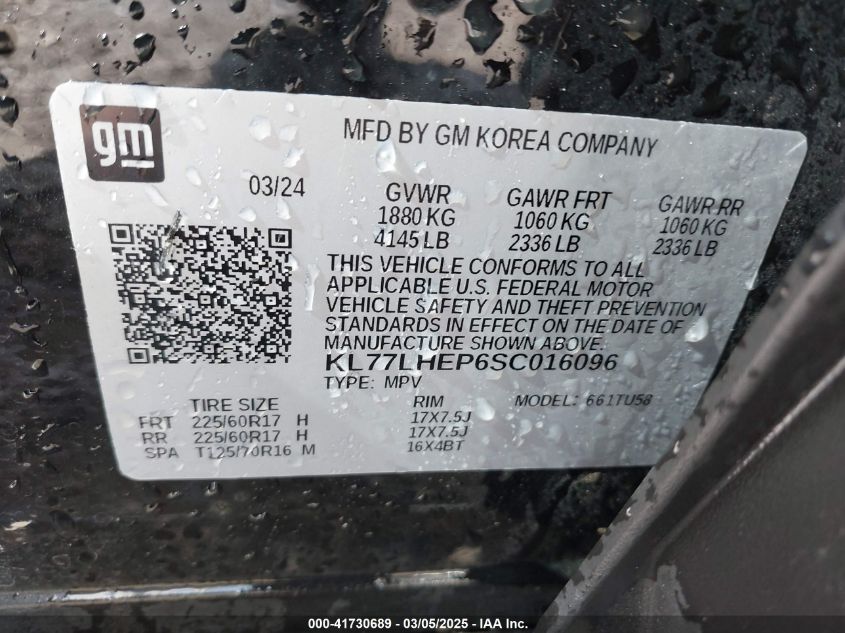 gm
MFD BY GM KOREA COMPANY
03/24
GVWR GAWR FRT GAWR RR
1880 KG 1060 KG 1060 KG
4145 LB 2336 LB 2336 LB
THIS VEHICLE CONFORMS TO ALL
APPLICABLE U.S. FEDERAL MOTOR
VEHICLE SAFETY AND THEFT PREVENTION
STANDARDS IN EFFECT ON THE DATE OF
MANUFACTURE SHOWN ABOVE.
KL77LHEP6SC016096
TYPE: MPV
TIRE SIZE RIM MODEL: 661TU58
FRT 225/60R17 H 17X7.5J
RR 225/60R17 H 17X7.5J
SPA T125/70R16 M 16X4BT
000-41730689 - 03/05/2025 - IAA Inc.